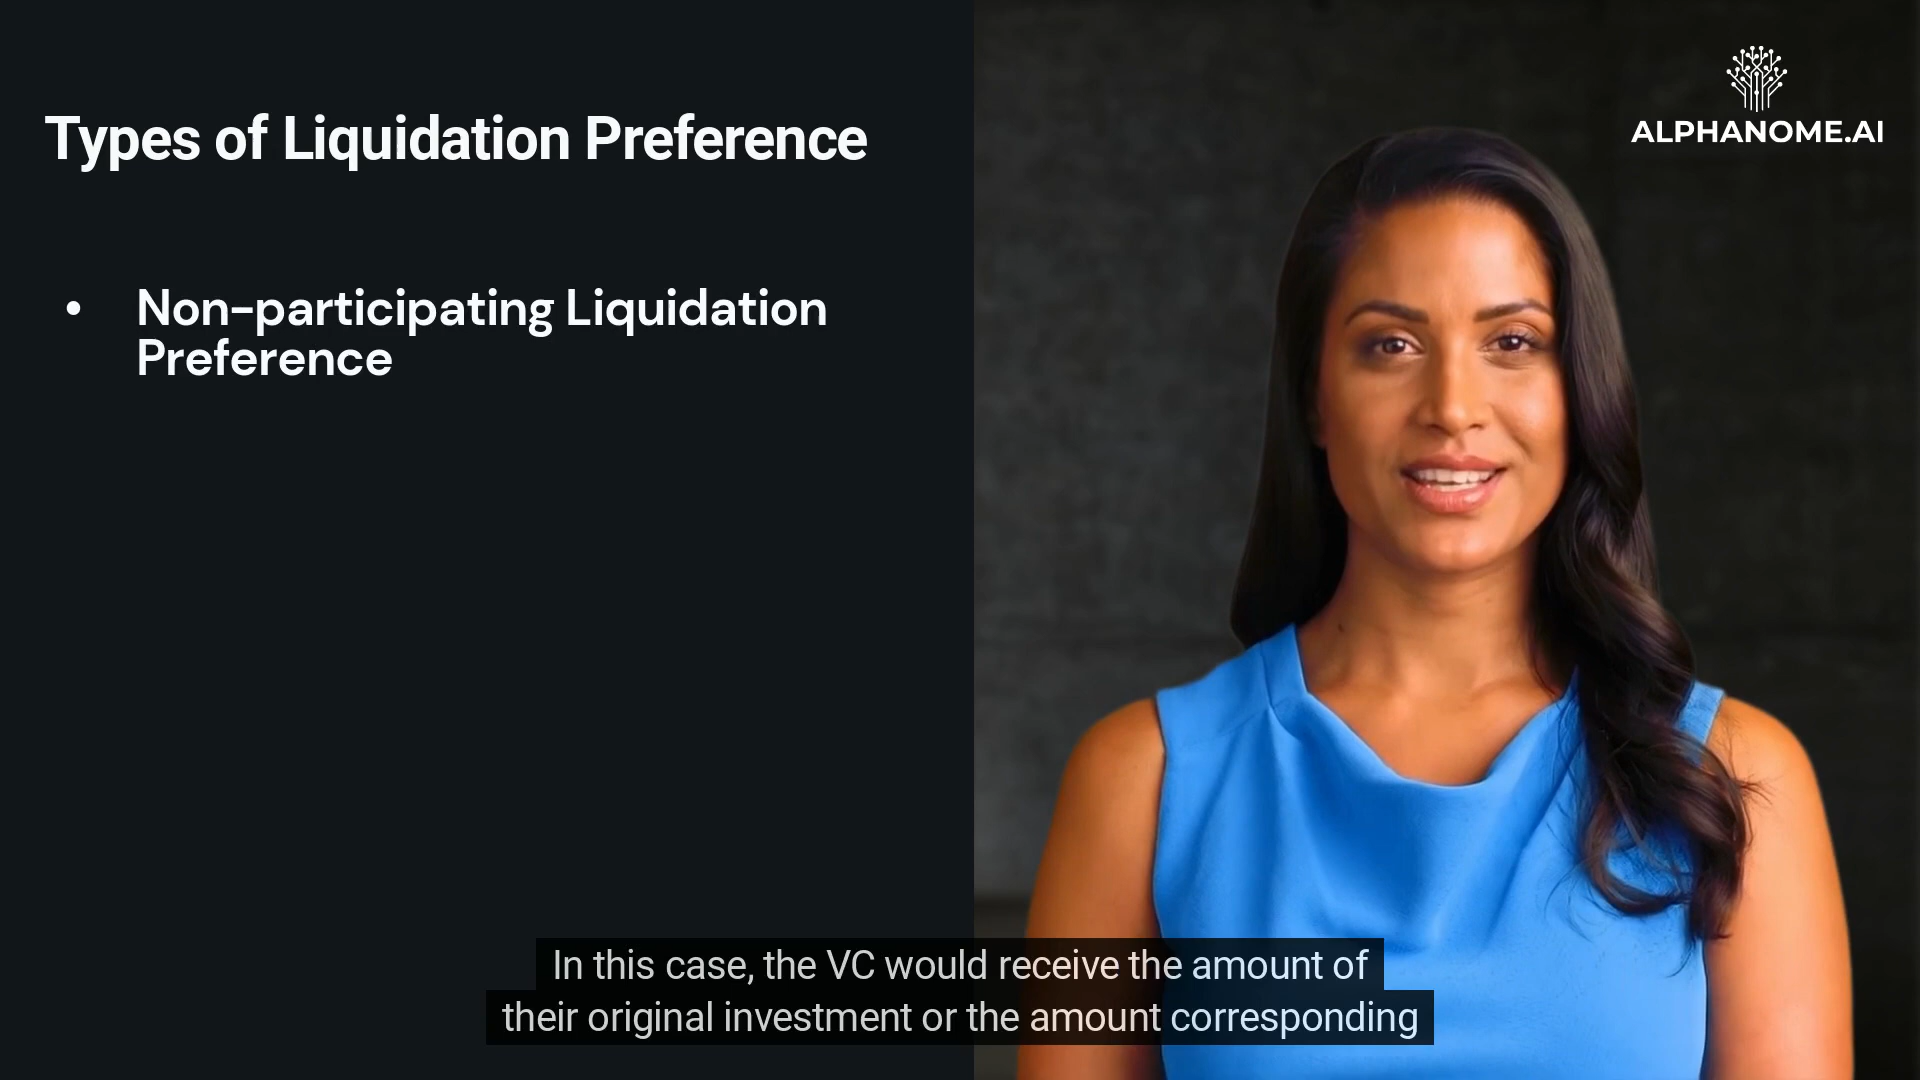 ALPHANOME.AI
Types of Liquidation Preference
• Non-participating Liquidation
Preference
In this case, the VC would receive the amount of
their original investment or the amount corresponding